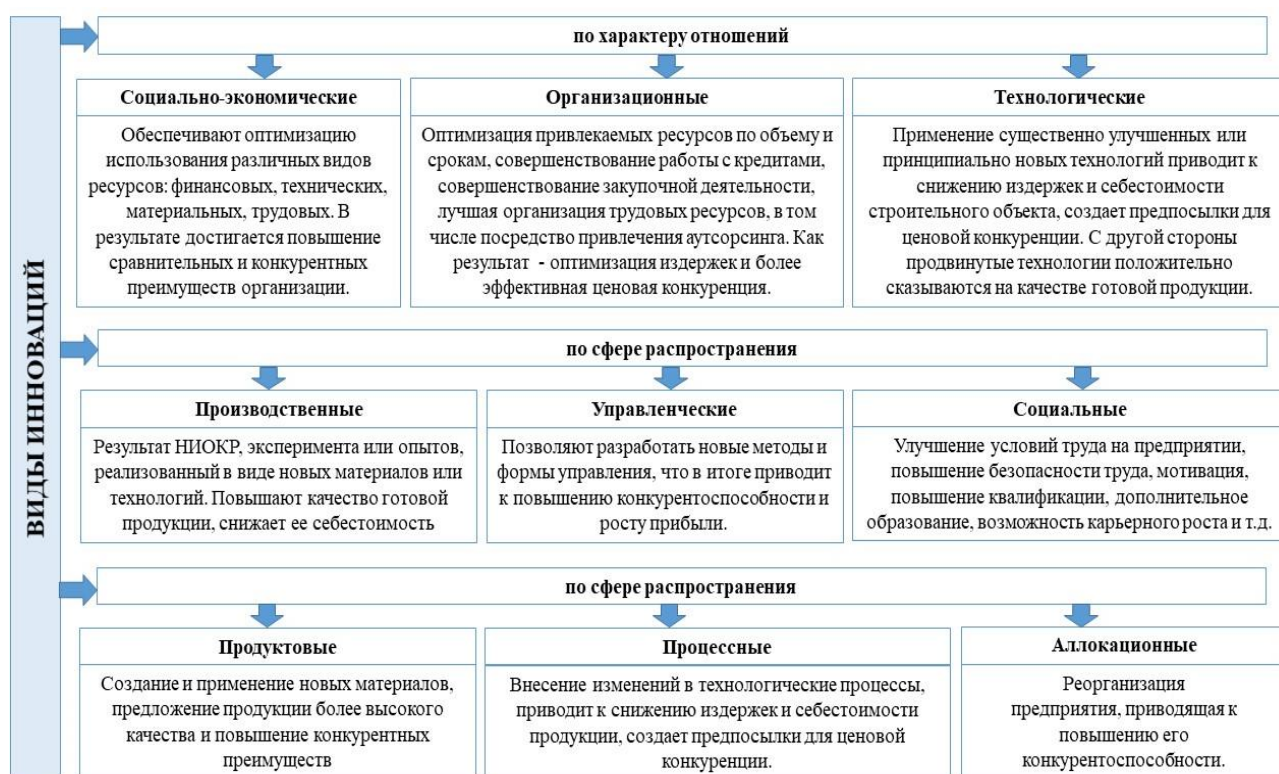 ВИДЫ ИННОВАЦИЙ
по характеру отношений
Социально-экономические
Обеспечивают оптимизацию
использования различных видов
ресурсов: финансовых, технических,
материальных, трудовых. В
результате достигается повышение
сравнительных и конкурентных
преимуществ организации.
Организационные
Оптимизация привлекаемых ресурсов по объему и
срокам, совершенствование работы с кредитами,
совершенствование закупочной деятельности,
лучшая организация трудовых ресурсов, в том
числе посредство привлечения аутсорсинга. Как
результат - оптимизация издержек и более
эффективная ценовая конкуренция.
Технологические
Применение существенно улучшенных или
принципиально новых технологий приводит к
снижению издержек и себестоимости
строительного объекта, создает предпосылки для
ценовой конкуренции. С другой стороны
продвинутые технологии положительно
сказываются на качестве готовой продукции.
по сфере распространения
Производственные
Результат НИОКР, эксперимента или опытов,
реализованный в виде новых материалов или
технологий. Повышают качество готовой
продукции, снижает ее себестоимость
Управленческие
Позволяют разработать новые методы и
формы управления, что в итоге приводит
к повышению конкурентоспособности и
росту прибыли.
Социальные
Улучшение условий труда на предприятии,
повышение безопасности труда, мотивация,
повышение квалификации, дополнительное
образование, возможность карьерного роста и т.д.
по сфере распространения
Продуктовые
Создание и применение новых материалов,
предложение продукции более высокого
качества и повышение конкурентных
преимуществ
Процессные
Внесение изменений в технологические процессы,
приводит к снижению издержек и себестоимости
продукции, создает предпосылки для ценовой
конкуренции.
Аллокационные
Реорганизация
предприятия, приводящая к
повышению его
конкурентоспособности.